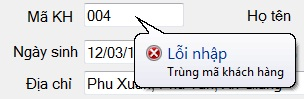 Mã KH 004 Họ tên
Lỗi nhập
Ngày sinh 12/03/1
Trùng mã khách hàng
Địa chỉ Phu Xuân,